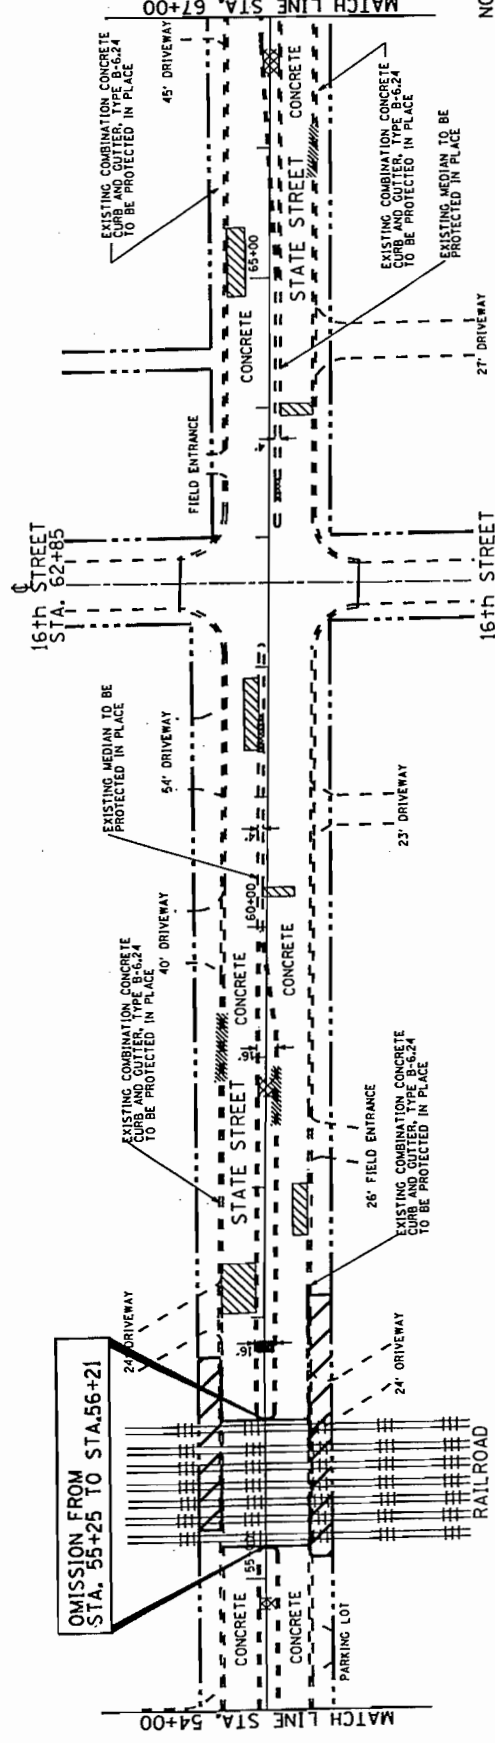 MATCH LINE STA. 54+00
CONCRETE
CONCRETE
PARKING LOT
55+00
OMISSION FROM
STA. 55+25 TO STA.56+21
RAILROAD
24' DRIVEWAY
24' DRIVEWAY
16'
STATE STREET
EXISTING COMBINATION CONCRETE
CURB AND GUTTER, TYPE B-6.24
TO BE PROTECTED IN PLACE
EXISTING COMBINATION CONCRETE
CURB AND GUTTER, TYPE B-6.24
TO BE PROTECTED IN PLACE
26' FIELD ENTRANCE
16'
40' DRIVEWAY
CONCRETE
CONCRETE
60+00
EXISTING MEDIAN TO BE
PROTECTED IN PLACE
54' DRIVEWAY
23' DRIVEWAY
16th STREET
STA. 62+85
16th STREET
FIELD ENTRANCE
CONCRETE
65+00
27' DRIVEWAY
STATE STREET
CONCRETE
EXISTING COMBINATION CONCRETE
CURB AND GUTTER, TYPE B-6.24
TO BE PROTECTED IN PLACE
EXISTING COMBINATION CONCRETE
CURB AND GUTTER, TYPE B-6.24
TO BE PROTECTED IN PLACE
EXISTING MEDIAN TO BE
PROTECTED IN PLACE
45' DRIVEWAY
MATCH LINE STA. 67+00
NO